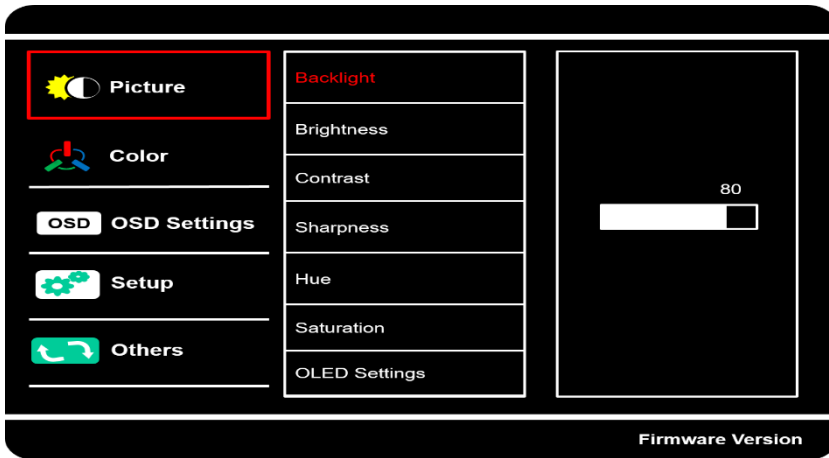 Picture
Color
OSD OSD Settings
Setup
Others
Backlight
Brightness
Contrast
Sharpness
Hue
Saturation
OLED Settings
80
Firmware Version